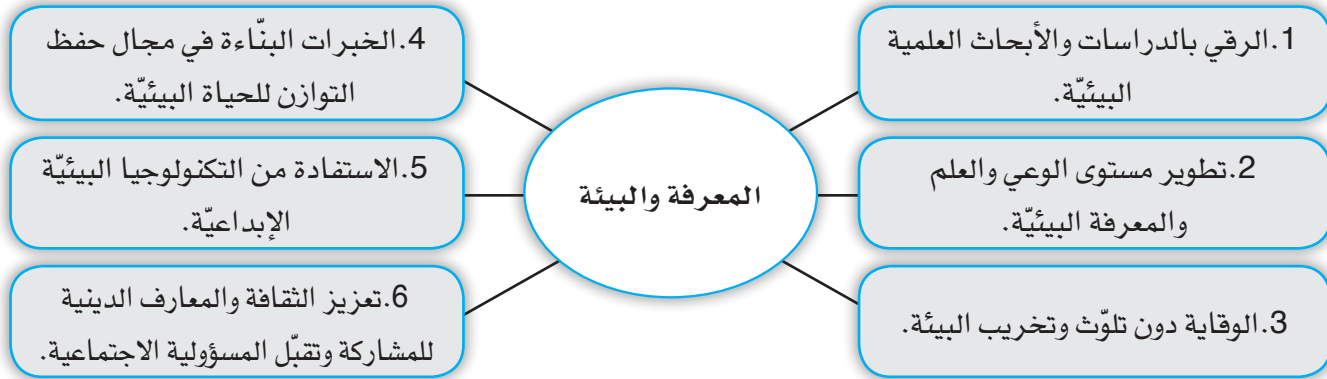 المعرفة والبيئة
1.الرقي بالدراسات والأبحاث العلمية
البيئيّة.
2.تطوير مستوى الوعي والعلم
والمعرفة البيئيّة.
3.الوقاية دون تلوّث وتخريب البيئة.
4.الخبرات البنّاءة في مجال حفظ
التوازن للحياة البيئيّة.
5.الاستفادة من التكنولوجيا البيئيّة
الإبداعيّة.
6.تعزيز الثقافة والمعارف الدينية
للمشاركة وتقبّل المسؤولية الاجتماعية.